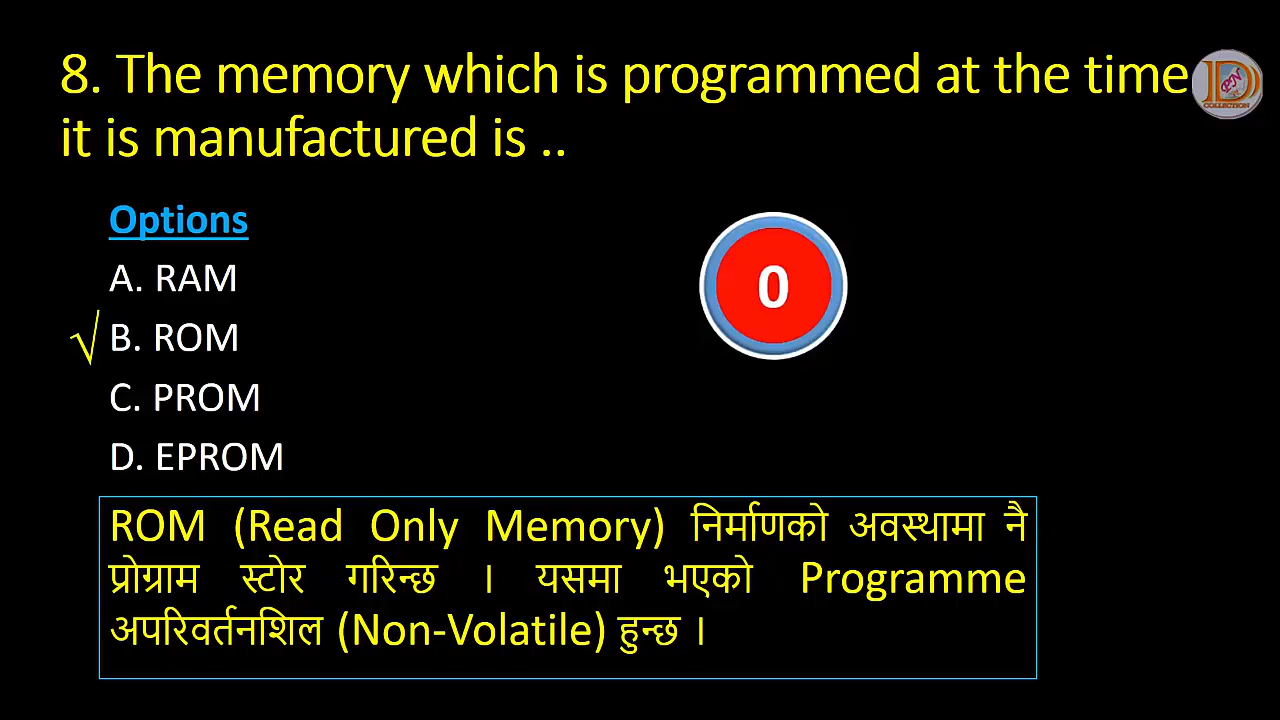 8. The memory which is programmed at the time
it is manufactured is ..
Options
A. RAM
√ B. ROM
C. PROM
D. EPROM
0
ROM (Read Only Memory) निर्माणको अवस्थामा नै
प्रोग्राम स्टोर गरिन्छ । यसमा भएको Programme
अपरिवर्तनशिल (Non-Volatile) हुन्छ ।
COLLECTION